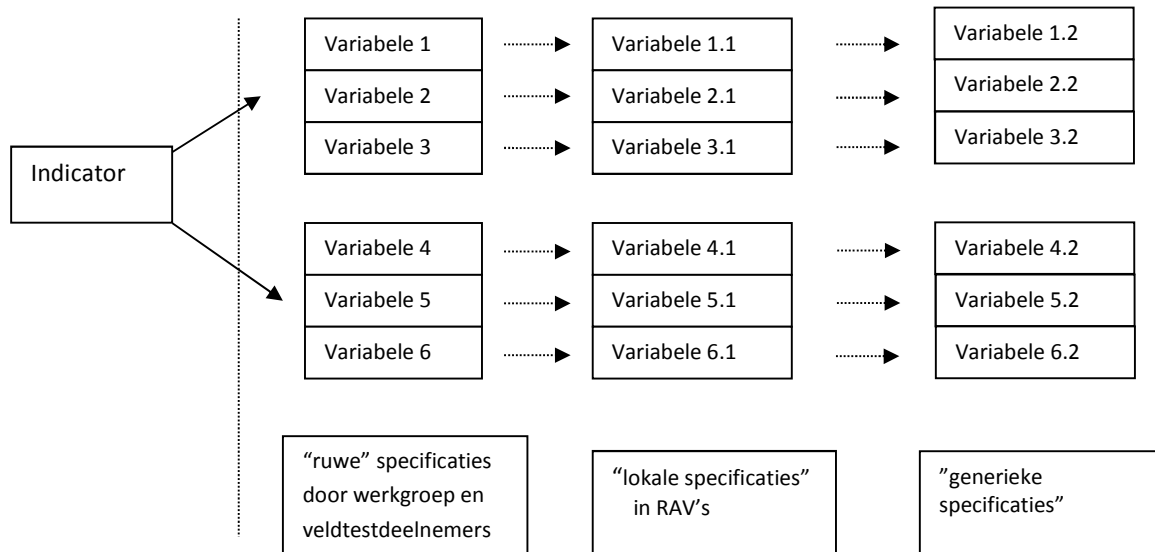 Variabele 1
Variabele 1.1
Variabele 1.2
Variabele 2
Variabele 2.1
Variabele 2.2
Variabele 3
Variabele 3.1
Variabele 3.2
Indicator
Variabele 4
Variabele 4.1
Variabele 4.2
Variabele 5
Variabele 5.1
Variabele 5.2
Variabele 6
Variabele 6.1
Variabele 6.2
“ruwe” specificaties
door werkgroep en
veldtestdeelnemers
“lokale specificaties”
in RAV’s
”generieke
specificaties”